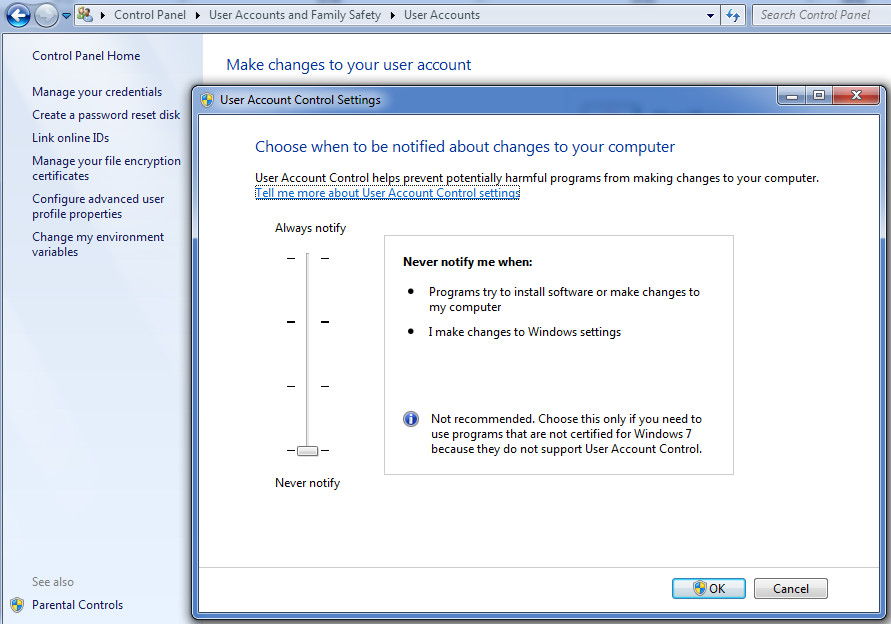 Control Panel ▸ User Accounts and Family Safety ▸ User Accounts
Search Control Panel
Control Panel Home
Manage your credentials
Create a password reset disk
Link online IDs
Manage your file encryption
certificates
Configure advanced user
profile properties
Change my environment
variables
See also
Parental Controls
Make changes to your user account
User Account Control Settings
Choose when to be notified about changes to your computer
User Account Control helps prevent potentially harmful programs from making changes to your computer.
Tell me more about User Account Control settings
Always notify
Never notify me when:
Programs try to install software or make changes to
my computer
I make changes to Windows settings
Not recommended. Choose this only if you need to
use programs that are not certified for Windows 7
because they do not support User Account Control.
Never notify
OK
Cancel